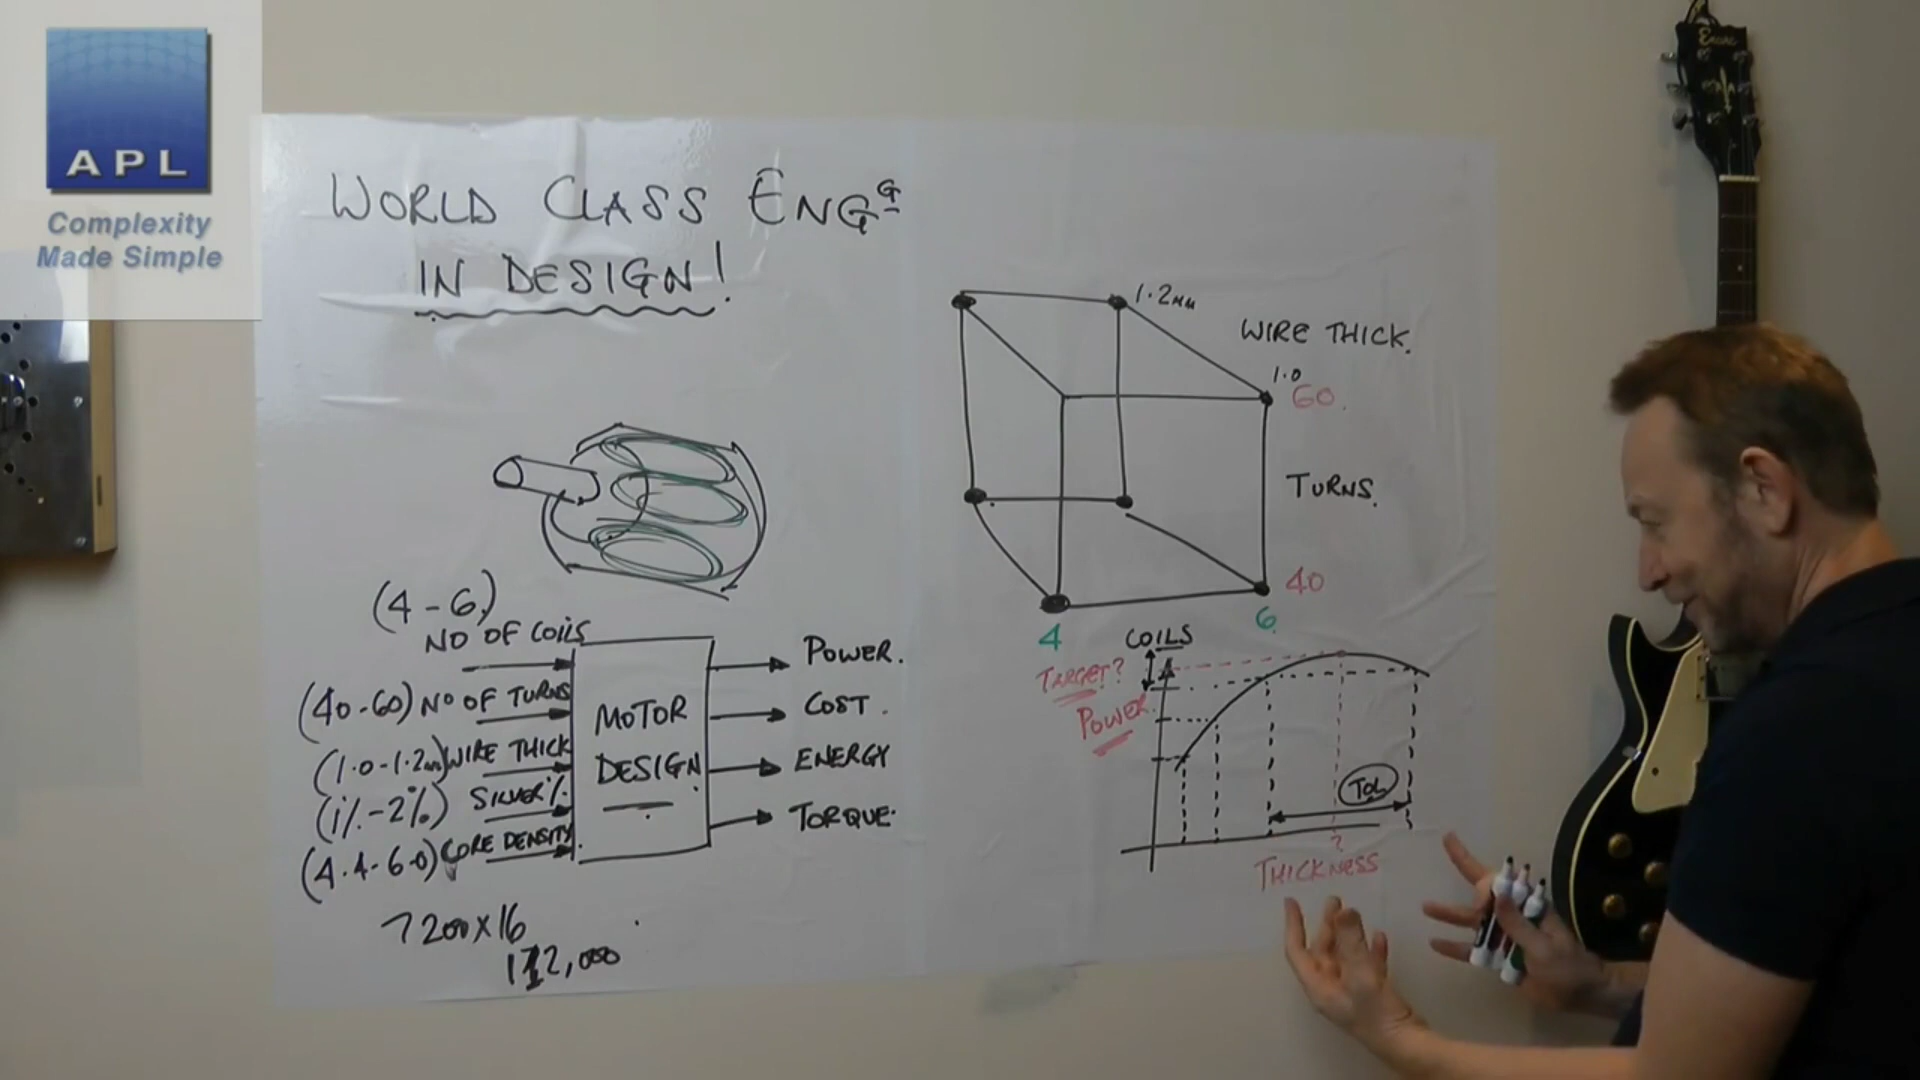 APL
Complexity
Made Simple
WORLD CLASS ENGG
IN DESIGN!
(4-6)
NO OF COILS
(40-60) NO OF TURNS
(1.0-1.2mm) WIRE THICK
(1%-2%) SILVER %
(4.4-6.0) CORE DENSITY
MOTOR
DESIGN
POWER.
COST.
ENERGY
TORQUE.
7200x16
112,000
1.2mm
WIRE THICK.
1.0
60.
TURNS.
40
4
6
COILS
TARGET?
POWER
TOL
?
THICKNESS